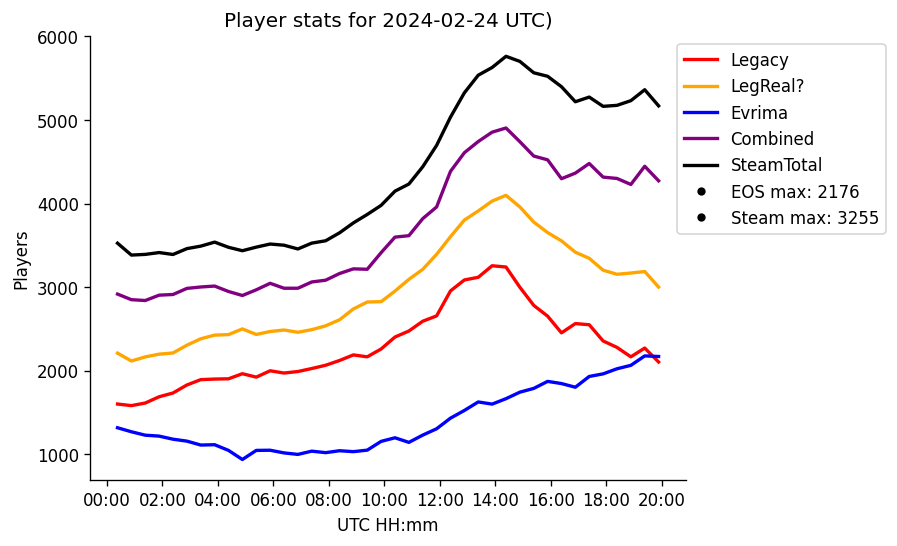 Player stats for 2024-02-24 UTC)
6000
5000
4000
3000
2000
1000
Players
00:00 02:00 04:00 06:00 08:00 10:00 12:00 14:00 16:00 18:00 20:00
UTC HH:mm
Legacy
LegReal?
Evrima
Combined
SteamTotal
EOS max: 2176
Steam max: 3255